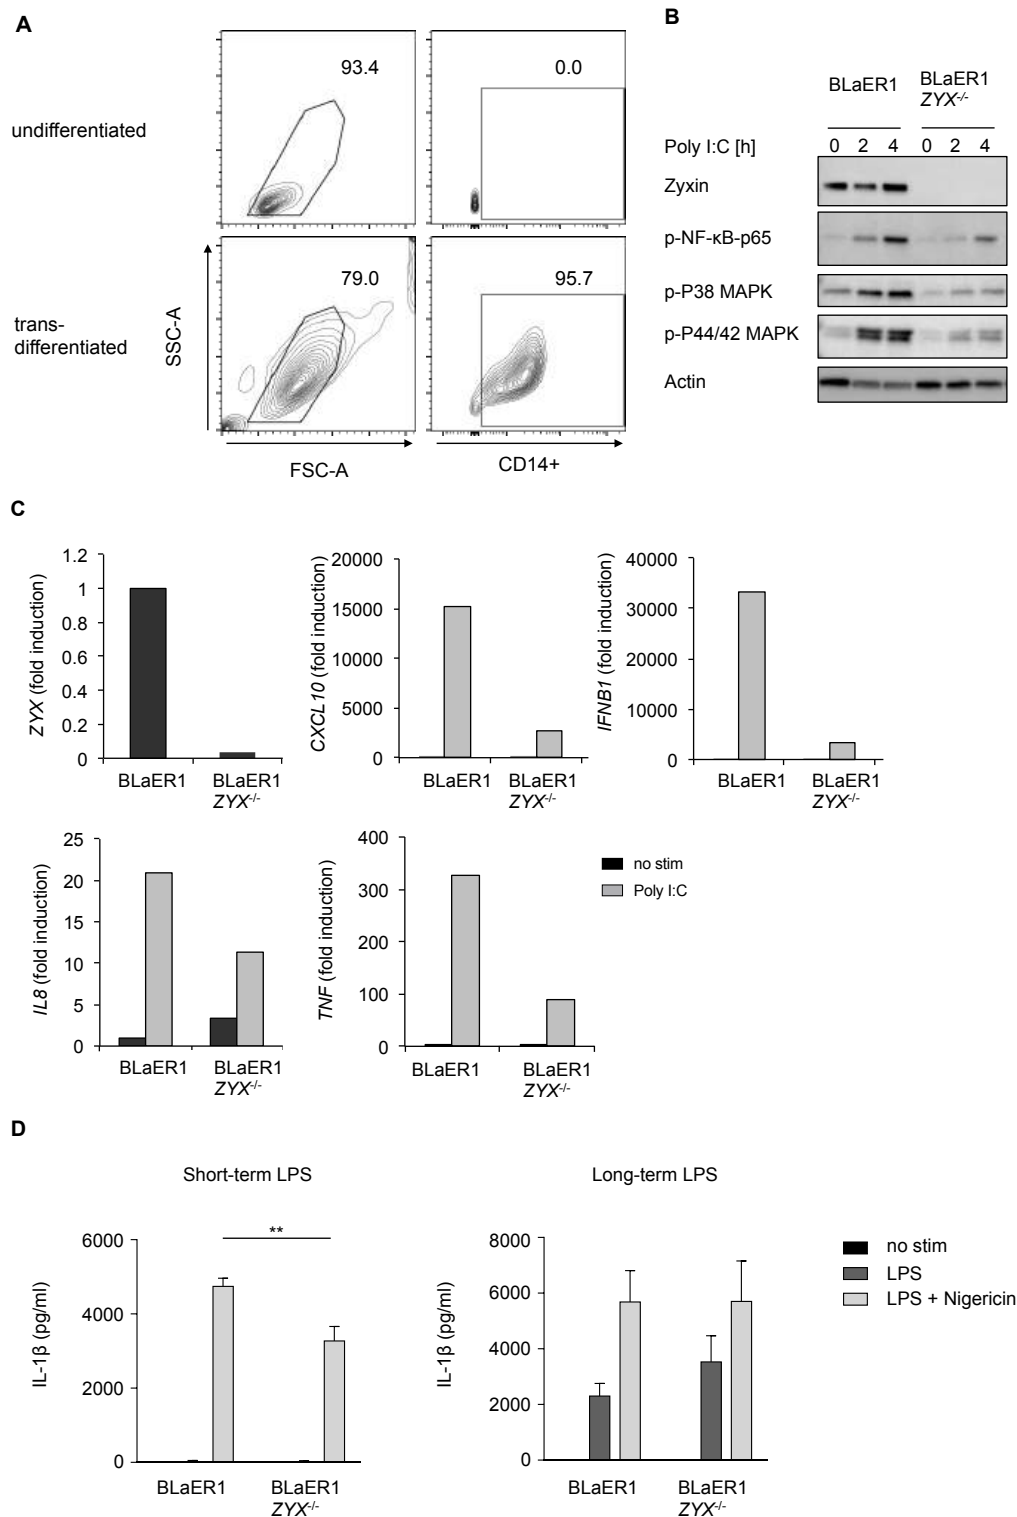 A
undifferentiated
93.4
0.0
trans-
differentiated
79.0
95.7
SSC-A
FSC-A
CD14+
B
BLaER1
BLaER1
ZYX-/-
Poly I:C [h]
0 2 4 0 2 4
Zyxin
p-NF-κB-p65
p-P38 MAPK
p-P44/42 MAPK
Actin
C
ZYX (fold induction)
1.2
1
0.8
0.6
0.4
0.2
0
BLaER1
BLaER1
ZYX-/-
CXCL10 (fold induction)
20000
15000
10000
5000
0
BLaER1
BLaER1
ZYX-/-
IFNB1 (fold induction)
40000
30000
20000
10000
0
BLaER1
BLaER1
ZYX-/-
IL8 (fold induction)
25
20
15
10
5
0
BLaER1
BLaER1
ZYX-/-
TNF (fold induction)
400
300
200
100
0
BLaER1
BLaER1
ZYX-/-
no stim
Poly I:C
D
Short-term LPS
IL-1β (pg/ml)
6000
4000
2000
0
**
BLaER1
BLaER1
ZYX-/-
Long-term LPS
IL-1β (pg/ml)
8000
6000
4000
2000
0
BLaER1
BLaER1
ZYX-/-
no stim
LPS
LPS + Nigericin